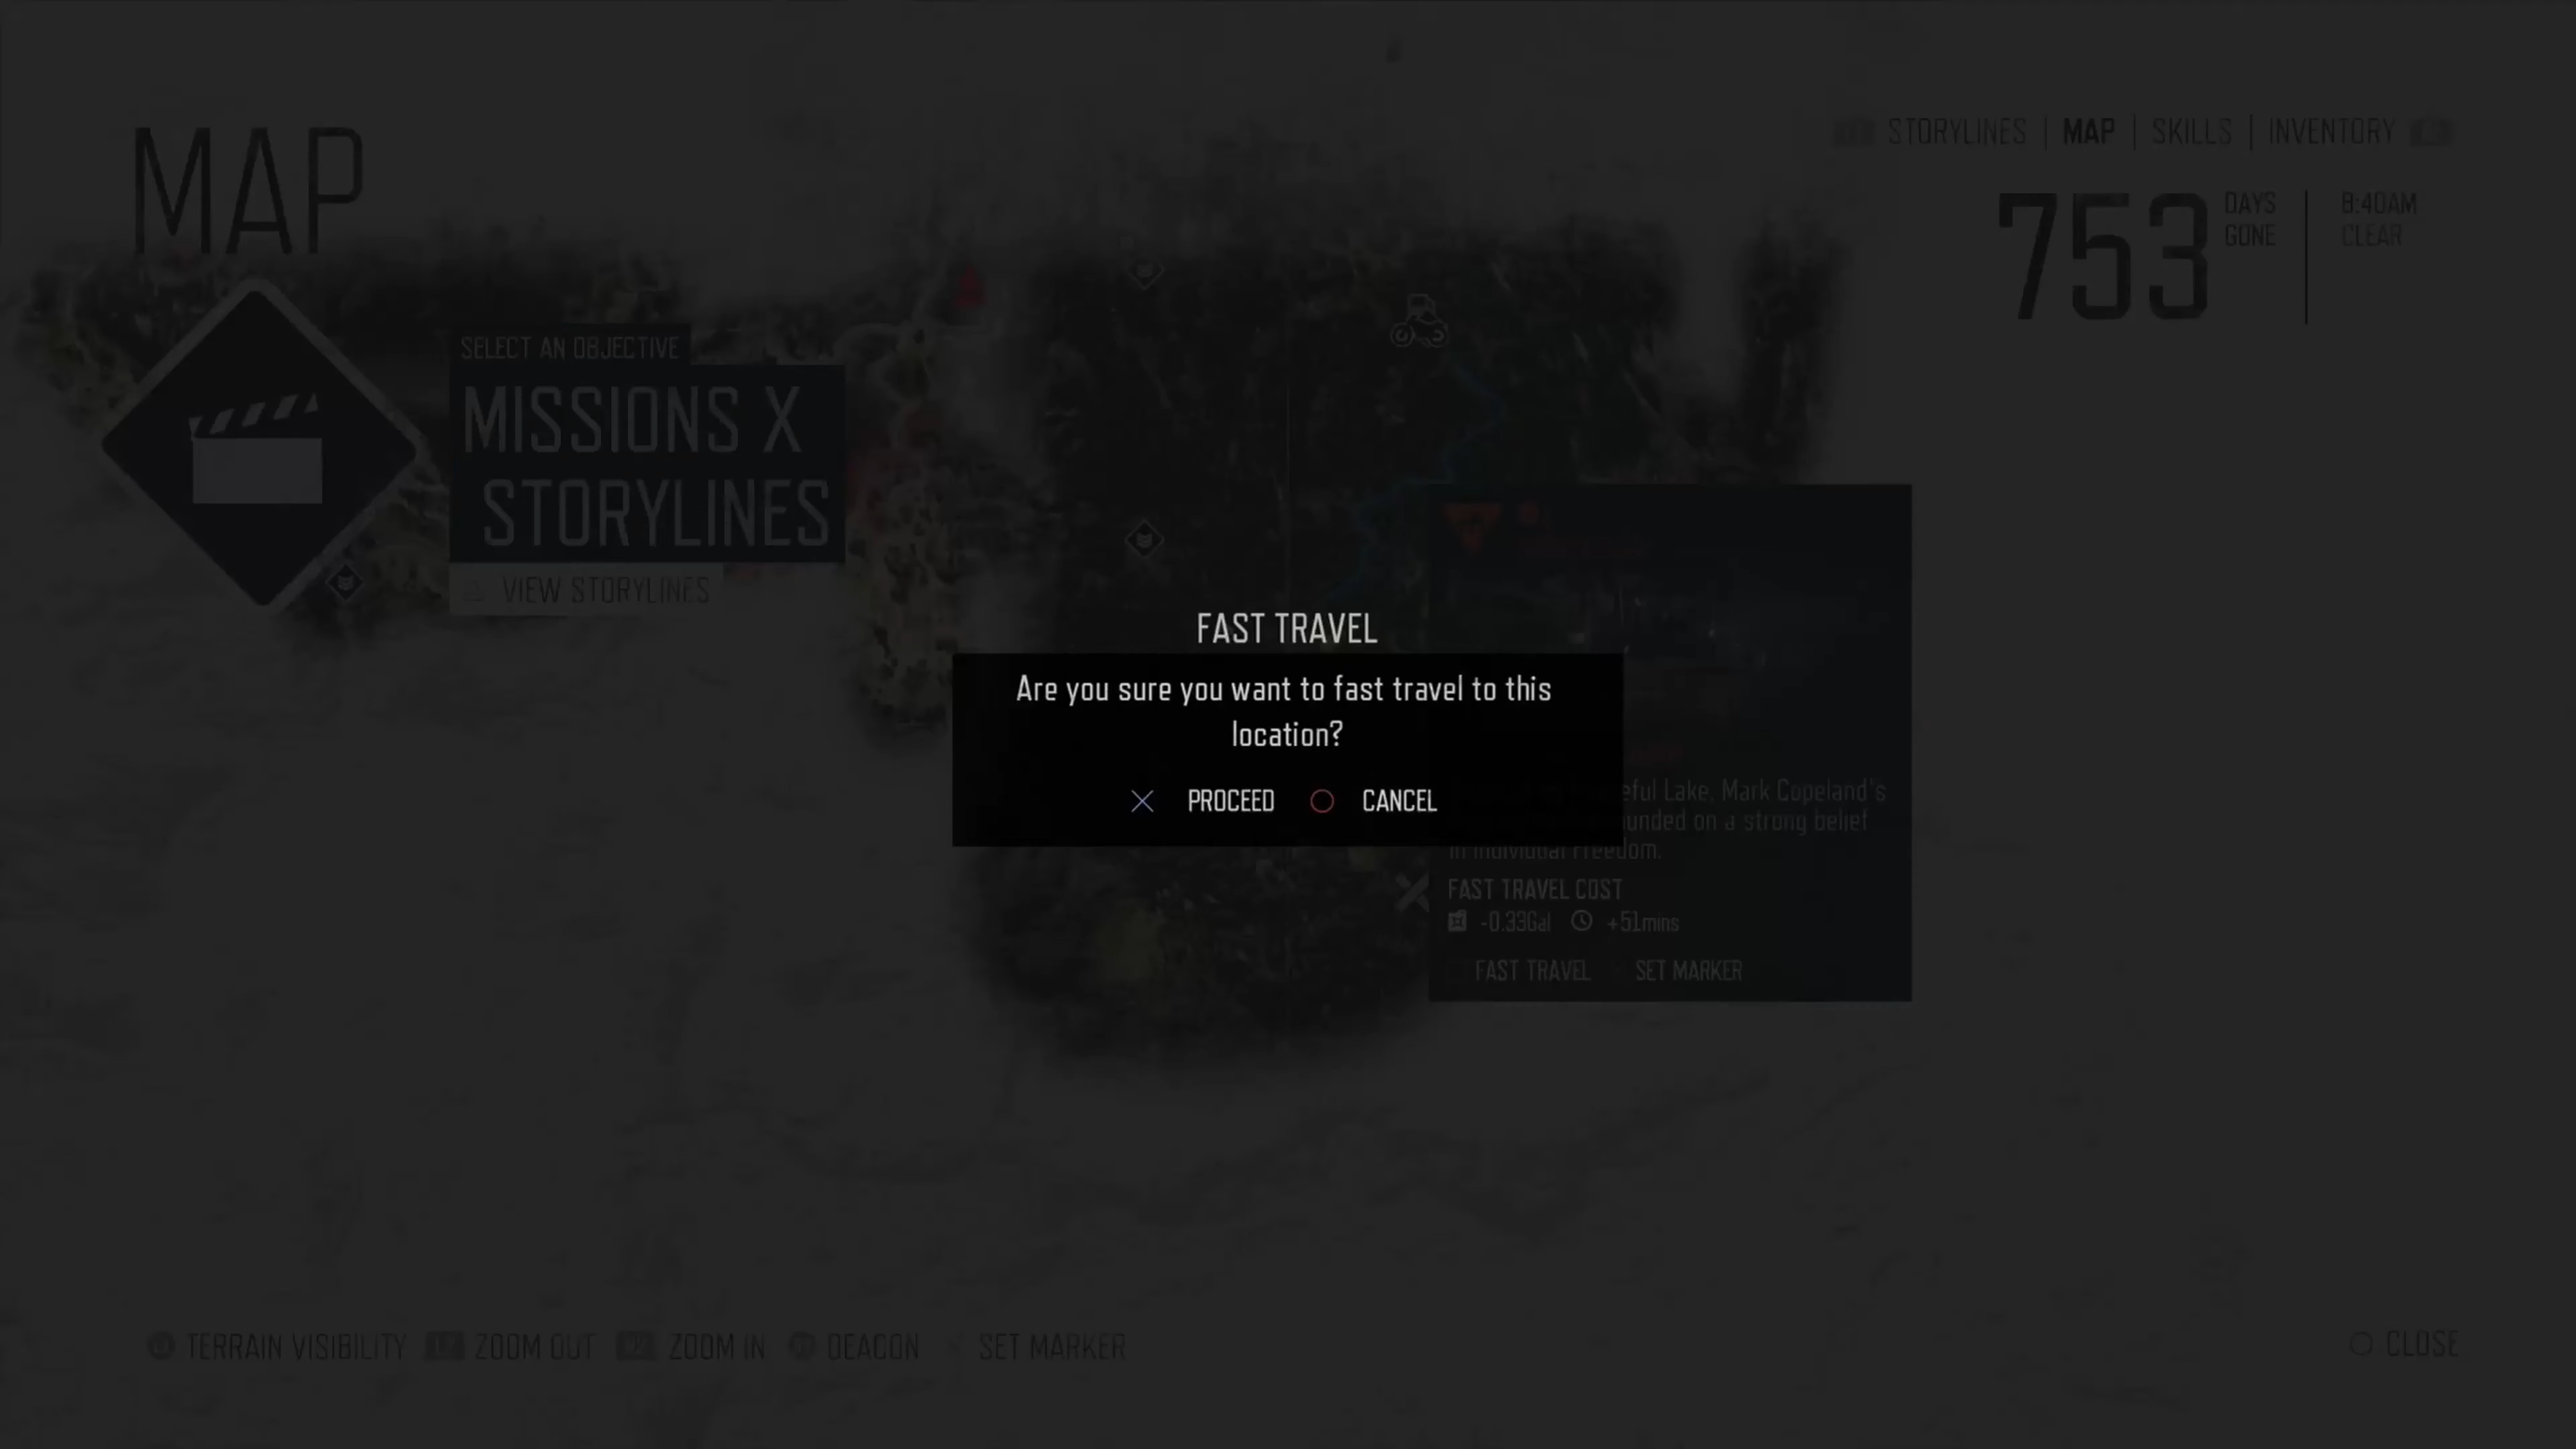 MAP
STORYLINES | MAP | SKILLS | INVENTORY
753 DAYS GONE
8:40AM
CLEAR
SELECT AN OBJECTIVE
MISSIONS X
STORYLINES
VIEW STORYLINES
FAST TRAVEL
Are you sure you want to fast travel to this
location?
PROCEED CANCEL
Lake, Mark Copeland's
on a strong belief
in individual freedom.
FAST TRAVEL COST
-0.33Gal +51mins
FAST TRAVEL SET MARKER
TERRAIN VISIBILITY ZOOM OUT R2 ZOOM IN DEACON SET MARKER
CLOSE